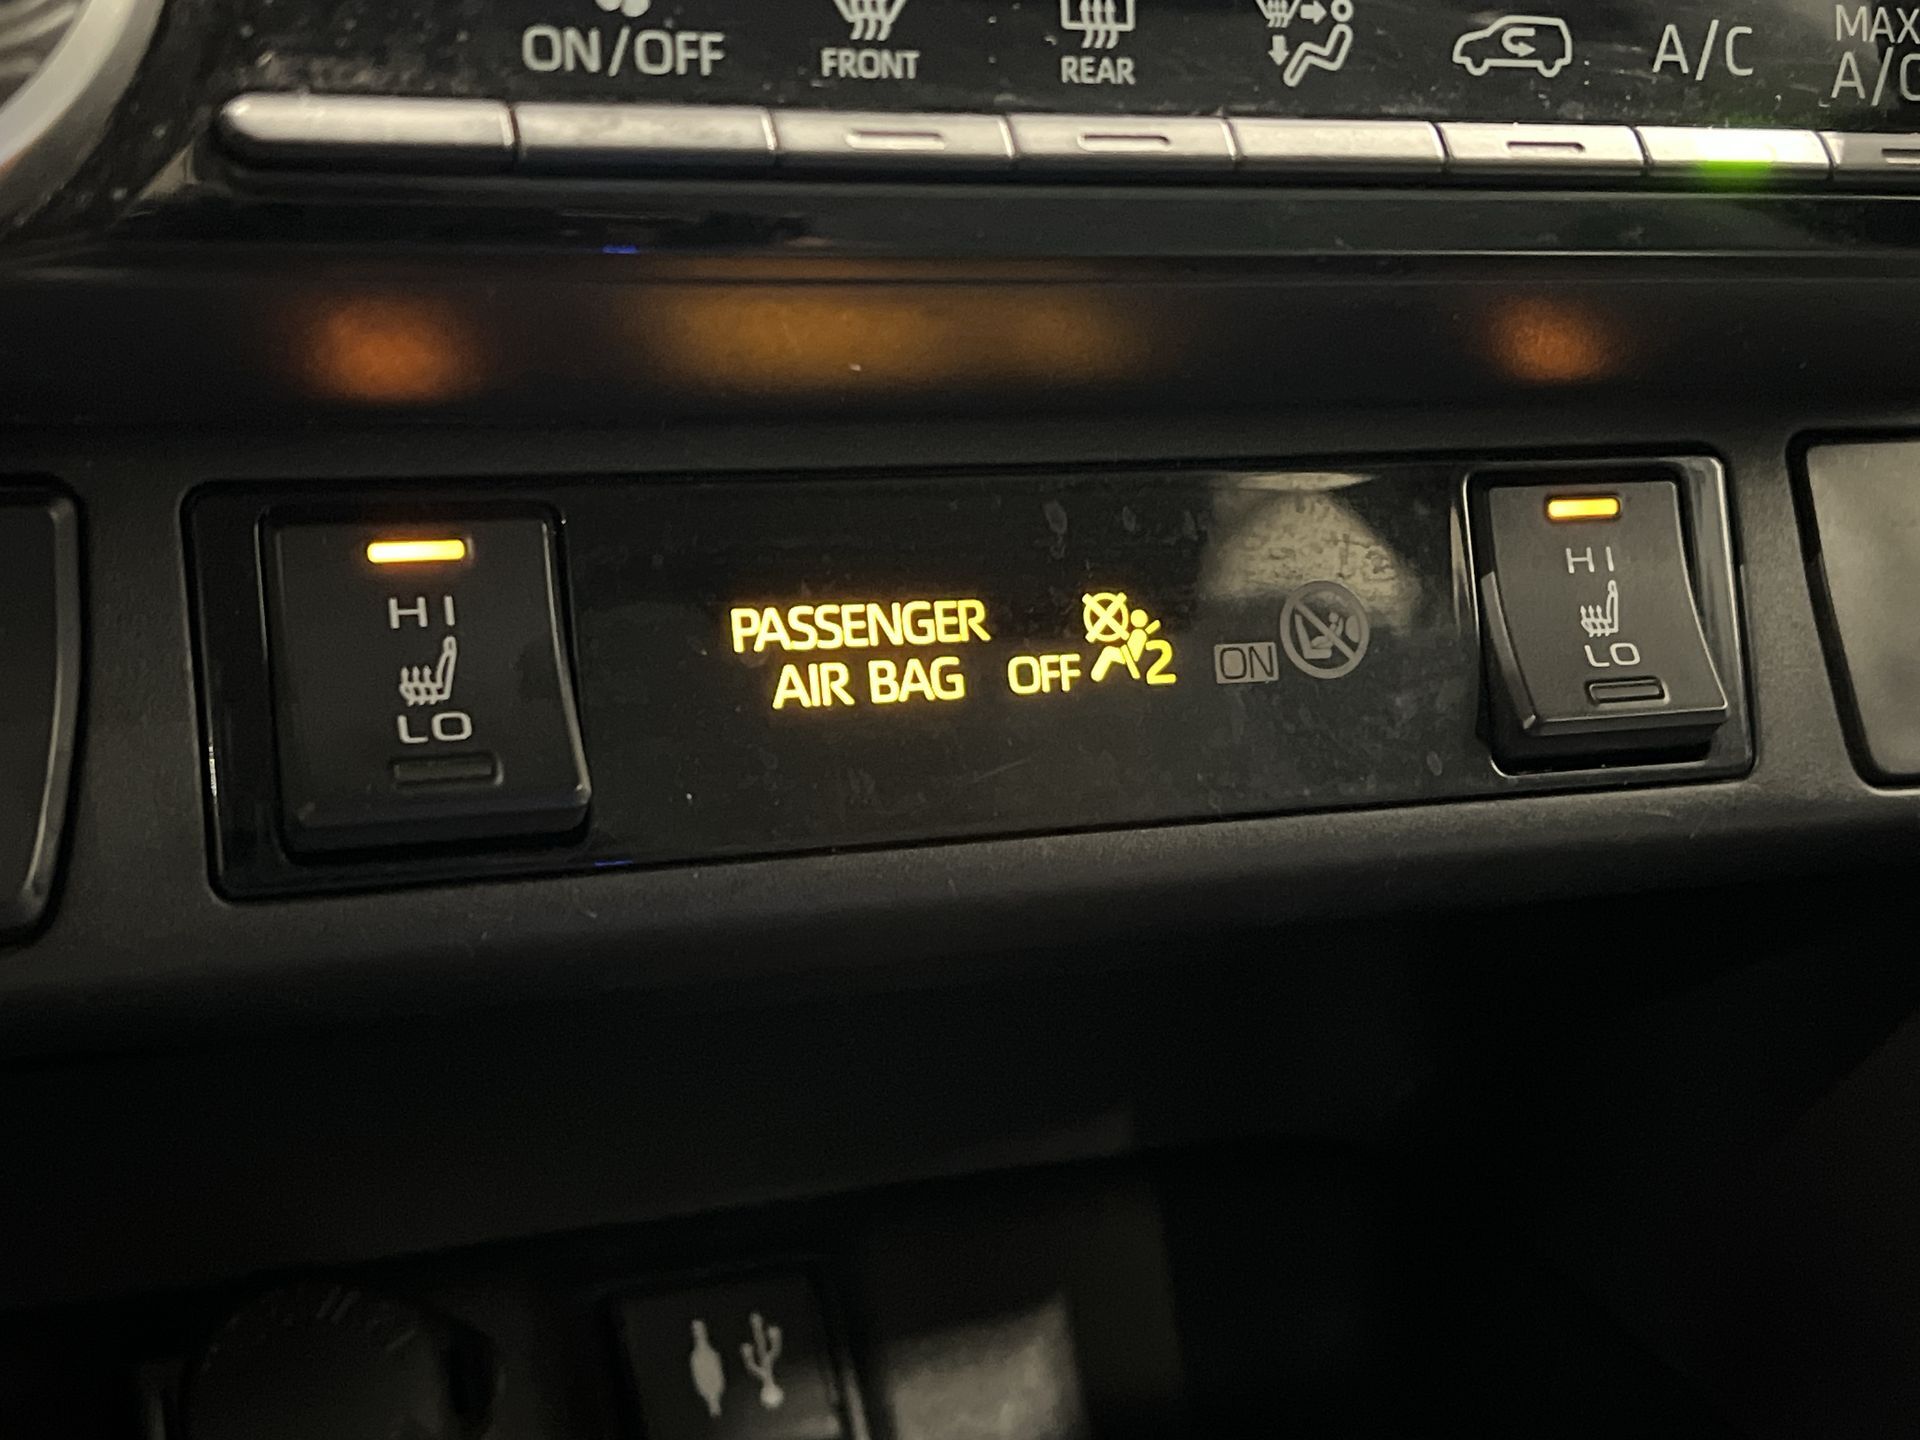 ON/OFF
FRONT
REAR
A/C
MAX
A/C
HI
LO
PASSENGER
AIR BAG OFF 2 ON
HI
LO